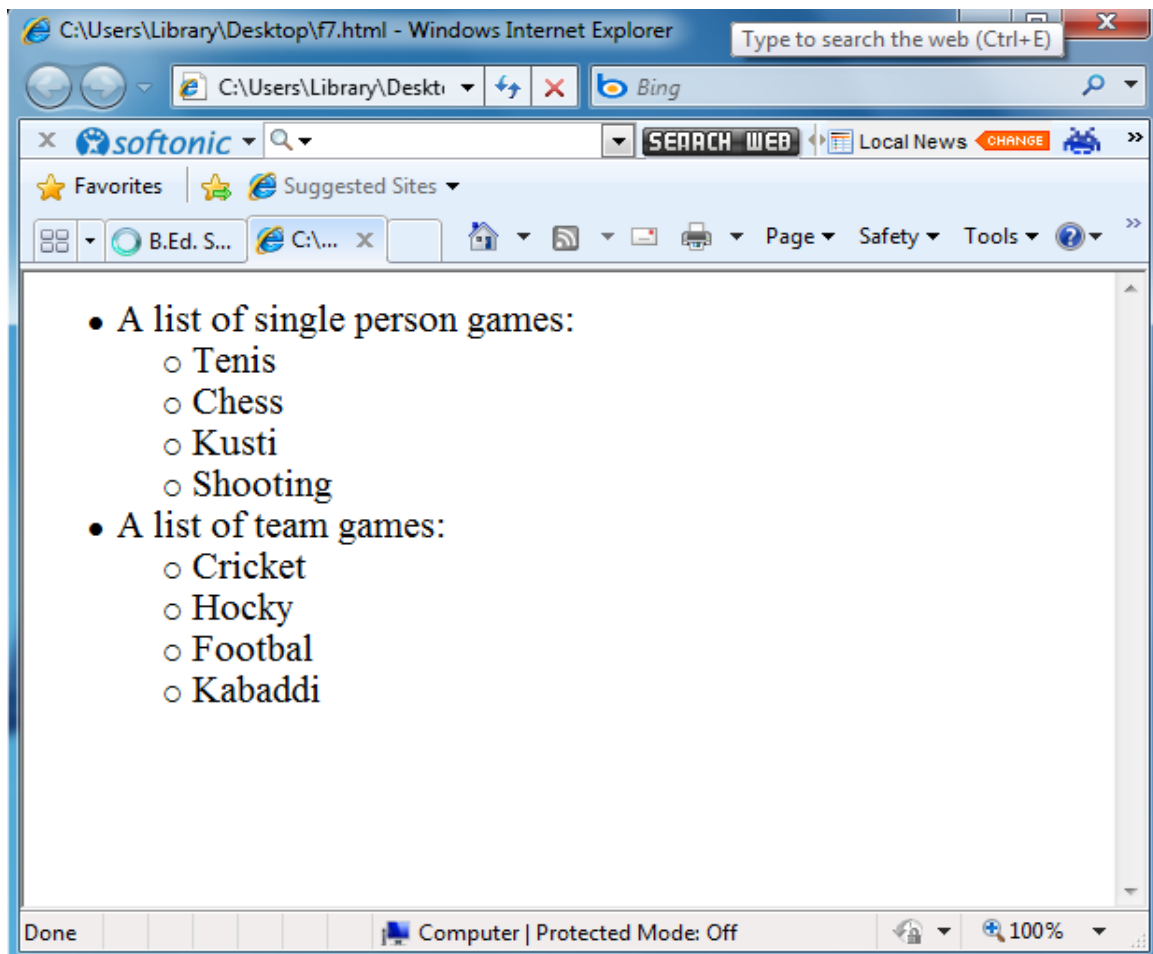 C:\Users\Library\Desktop\f7.html - Windows Internet Explorer
Type to search the web (Ctrl+E)
C:\Users\Library\Deskt
Bing
softonic
SEARCH WEB
Local News
CHANGE
Favorites
Suggested Sites
B.Ed. S...
C:\...
Page
Safety
Tools
• A list of single person games:
○ Tenis
○ Chess
○ Kusti
○ Shooting
• A list of team games:
○ Cricket
○ Hocky
○ Footbal
○ Kabaddi
Done
Computer | Protected Mode: Off
100%